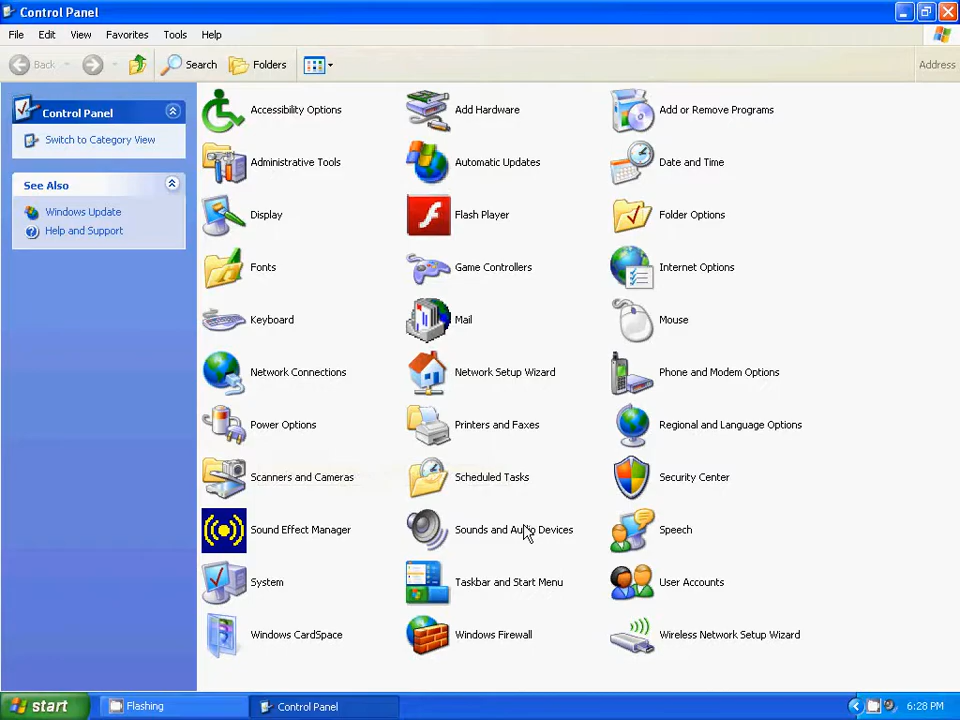 Control Panel
File Edit View Favorites Tools Help
Back Search Folders Address
Control Panel
Switch to Category View
See Also
Windows Update
Help and Support
Accessibility Options Add Hardware Add or Remove Programs
Administrative Tools Automatic Updates Date and Time
Display Flash Player Folder Options
Fonts Game Controllers Internet Options
Keyboard Mail Mouse
Network Connections Network Setup Wizard Phone and Modem Options
Power Options Printers and Faxes Regional and Language Options
Scanners and Cameras Scheduled Tasks Security Center
Sound Effect Manager Sounds and Audio Devices Speech
System Taskbar and Start Menu User Accounts
Windows CardSpace Windows Firewall Wireless Network Setup Wizard
start Flashing Control Panel 6:28 PM